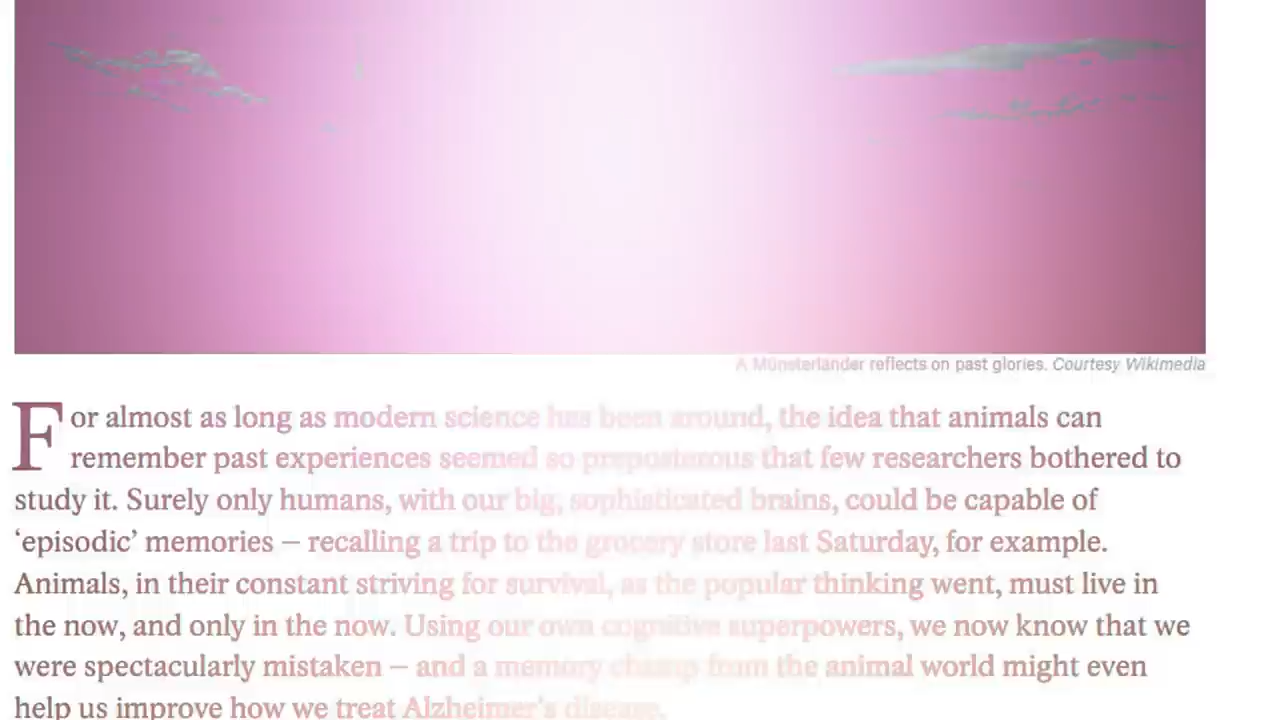 A Münsterländer reflects on past glories. Courtesy Wikimedia
For almost as long as modern science has been around, the idea that animals can
remember past experiences seemed so preposterous that few researchers bothered to
study it. Surely only humans, with our big, sophisticated brains, could be capable of
‘episodic’ memories – recalling a trip to the grocery store last Saturday, for example.
Animals, in their constant striving for survival, as the popular thinking went, must live in
the now, and only in the now. Using our own cognitive superpowers, we now know that we
were spectacularly mistaken – and a memory champ from the animal world might even
help us improve how we treat Alzheimer’s disease.